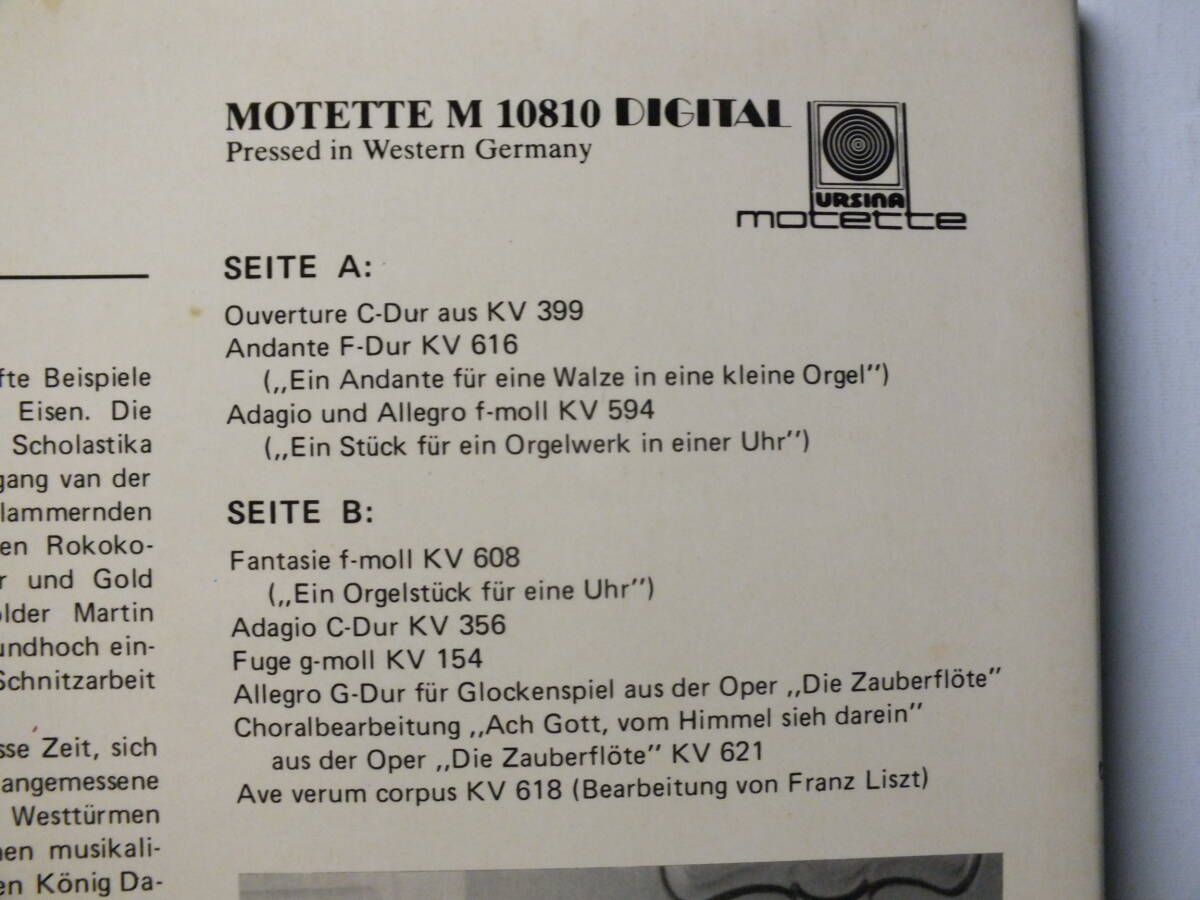 MOTETTE M 10810 DIGITAL
Pressed in Western Germany
URSINA
motette
SEITE A:
Ouverture C-Dur aus KV 399
Andante F-Dur KV 616
(„Ein Andante für eine Walze in eine kleine Orgel")
Adagio und Allegro f-moll KV 594
(„Ein Stück für ein Orgelwerk in einer Uhr")
SEITE B:
Fantasie f-moll KV 608
(„Ein Orgelstück für eine Uhr")
Adagio C-Dur KV 356
Fuge g-moll KV 154
Allegro G-Dur für Glockenspiel aus der Oper „Die Zauberflöte"
Choralbearbeitung „Ach Gott, vom Himmel sieh darein"
aus der Oper „Die Zauberflöte" KV 621
Ave verum corpus KV 618 (Bearbeitung von Franz Liszt)
Beispiele
Eisen. Die
Scholastika
van der
und Gold
Martin
ein-
Schnitzarbeit
Zeit, sich
angemessene
Westtürmen
musikali-
König Da-